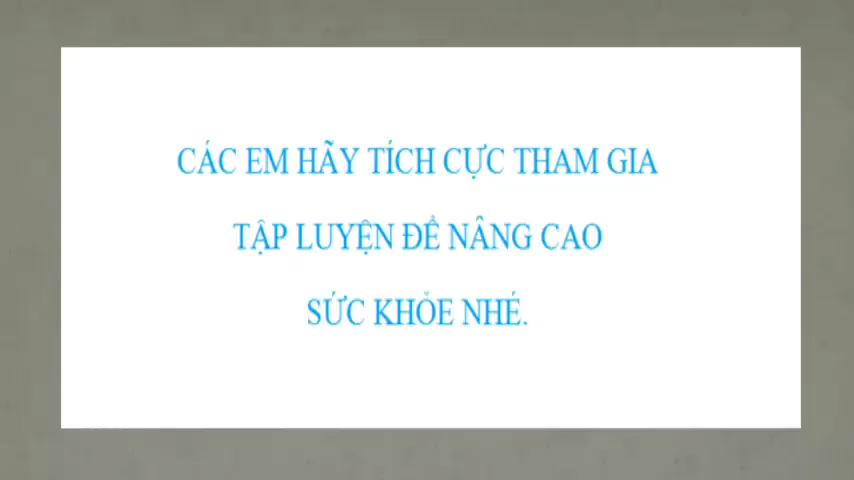 CÁC EM HÃY TÍCH CỰC THAM GIA
TẬP LUYỆN ĐỂ NÂNG CAO
SỨC KHỎE NHÉ.